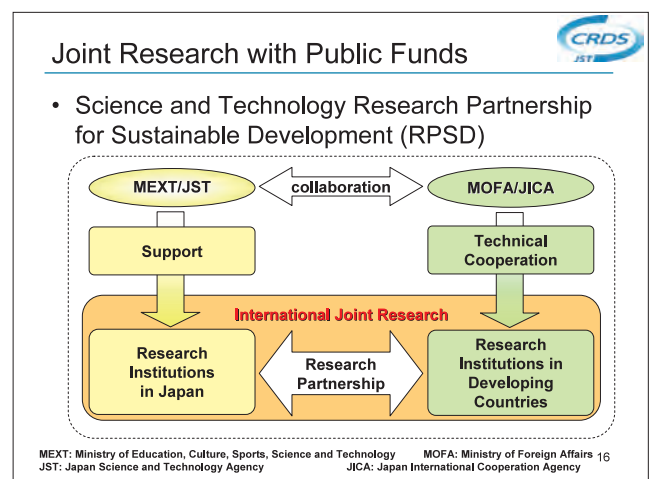 Joint Research with Public Funds
CRDS
JST
• Science and Technology Research Partnership
for Sustainable Development (RPSD)
MEXT/JST
collaboration
MOFA/JICA
Support
Technical
Cooperation
International Joint Research
Research
Institutions
in Japan
Research
Partnership
Research
Institutions in
Developing
Countries
MEXT: Ministry of Education, Culture, Sports, Science and Technology MOFA: Ministry of Foreign Affairs 16
JST: Japan Science and Technology Agency JICA: Japan International Cooperation Agency